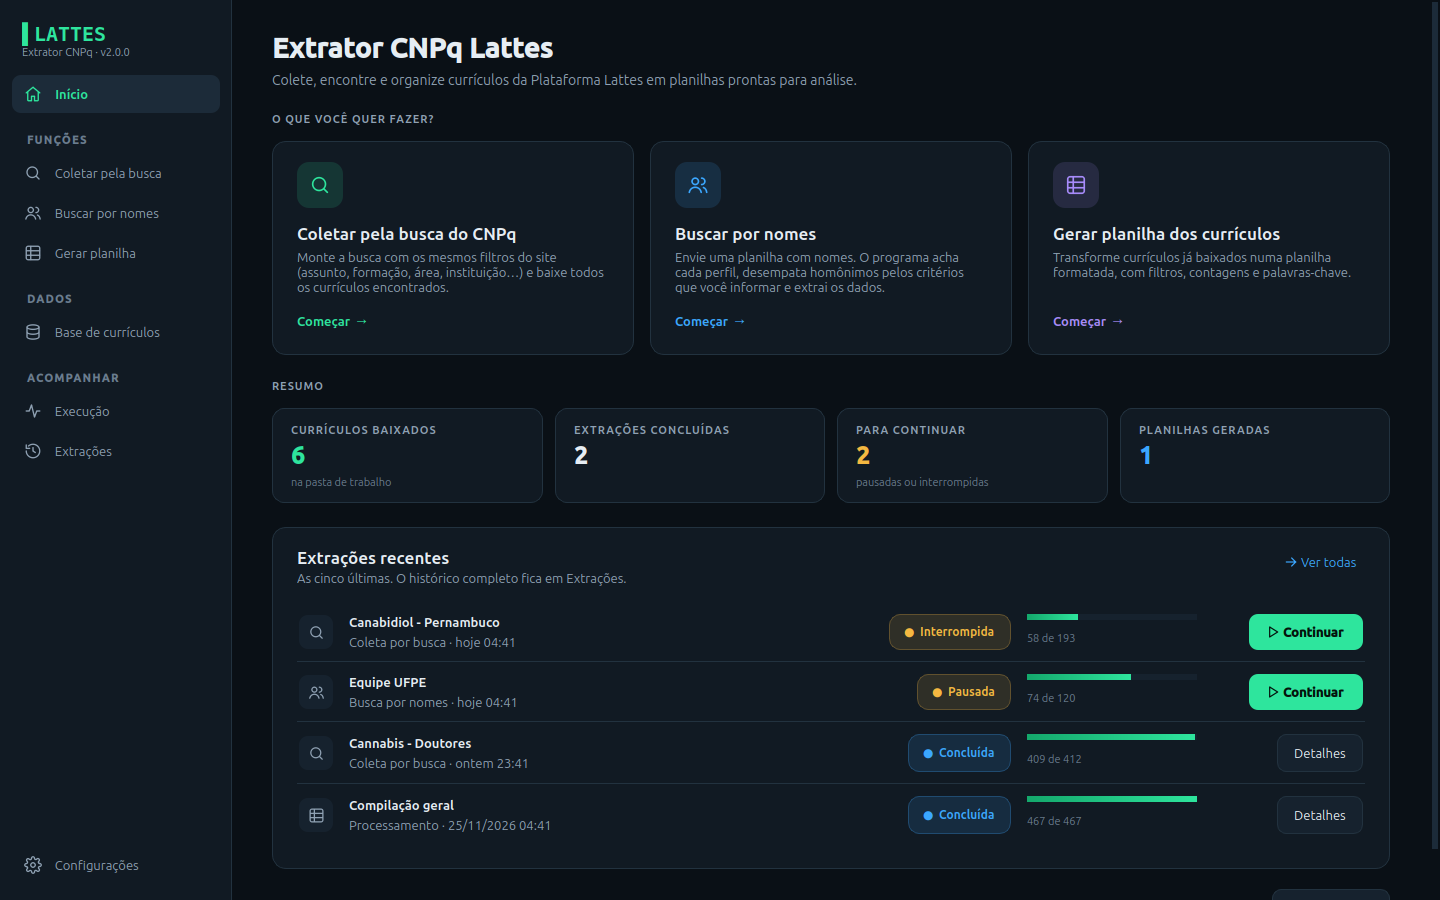 LATTES
Extrator CNPq · v2.0.0
Início
FUNÇÕES
Coletar pela busca
Buscar por nomes
Gerar planilha
DADOS
Base de currículos
ACOMPANHAR
Execução
Extrações
Configurações
Extrator CNPq Lattes
Colete, encontre e organize currículos da Plataforma Lattes em planilhas prontas para análise.
O QUE VOCÊ QUER FAZER?
Coletar pela busca do CNPq
Monte a busca com os mesmos filtros do site
(assunto, formação, área, instituição...) e baixe todos
os currículos encontrados.
Começar →
Buscar por nomes
Envie uma planilha com nomes. O programa acha
cada perfil, desempata homônimos pelos critérios
que você informar e extrai os dados.
Começar →
Gerar planilha dos currículos
Transforme currículos já baixados numa planilha
formatada, com filtros, contagens e palavras-chave.
Começar →
RESUMO
CURRÍCULOS BAIXADOS
6
na pasta de trabalho
EXTRAÇÕES CONCLUÍDAS
2
PARA CONTINUAR
2
pausadas ou interrompidas
PLANILHAS GERADAS
1
Extrações recentes
As cinco últimas. O histórico completo fica em Extrações.
→ Ver todas
Canabidiol - Pernambuco
Coleta por busca · hoje 04:41
Interrompida
58 de 193
Continuar
Equipe UFPE
Busca por nomes · hoje 04:41
Pausada
74 de 120
Continuar
Cannabis - Doutores
Coleta por busca · ontem 23:41
Concluída
409 de 412
Detalhes
Compilação geral
Processamento · 25/11/2026 04:41
Concluída
467 de 467
Detalhes